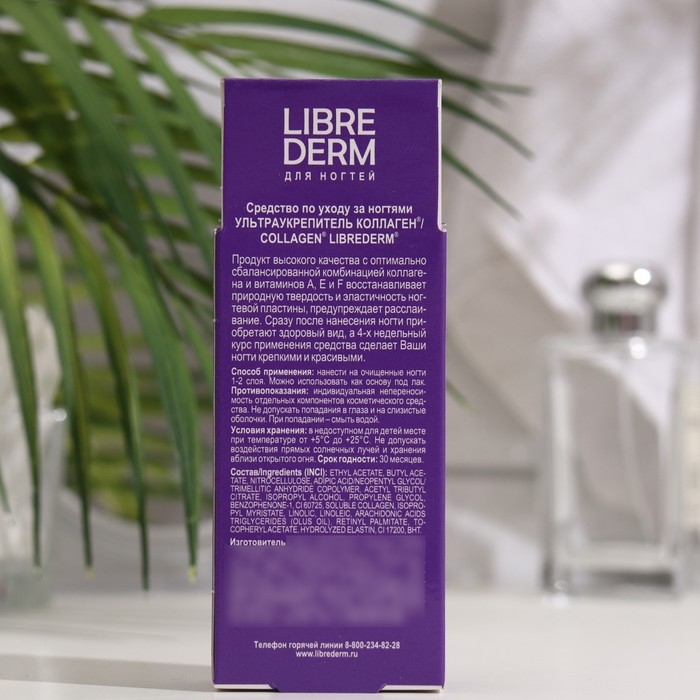 LIBRE
DERM
ДЛЯ НОГТЕЙ
Средство по уходу за ногтями
УЛЬТРАУКРЕПИТЕЛЬ КОЛЛАГЕН®/
COLLAGEN® LIBREDERM®
Продукт высокого качества с оптимально
сбалансированной комбинацией коллаге-
на и витаминов А, Е и F восстанавливает
природную твердость и эластичность ног-
тевой пластины, предупреждает расслаи-
вание. Сразу после нанесения ногти при-
обретают здоровый вид, а 4-х недельный
курс применения средства сделает Ваши
ногти крепкими и красивыми.
Способ применения: нанести на очищенные ногти
1-2 слоя. Можно использовать как основу под лак.
Противопоказания: индивидуальная непереноси-
мость отдельных компонентов косметического сред-
ства. Не допускать попадания в глаза и на слизистые
оболочки. При попадании – смыть водой.
Условия хранения: в недоступном для детей месте
при температуре от +5°С до +25°С. Не допускать
воздействия прямых солнечных лучей и хранения
вблизи открытого огня. Срок годности: 30 месяцев.
Состав/Ingredients (INCI): ETHYL ACETATE, BUTYL ACE-
TATE, NITROCELLULOSE, ADIPIC ACID/NEOPENTYL GLYCOL/
TRIMELLITIC ANHYDRIDE COPOLYMER, ACETYL TRIBUTYL
CITRATE, ISOPROPYL ALCOHOL, PROPYLENE GLYCOL,
BENZOPHENONE-1, CI 60725, SOLUBLE COLLAGEN, ISOPRO-
PYL MYRISTATE, LINOLIC, LINOLEIC, ARACHIDONIC ACIDS
TRIGLYCERIDES (OLUS OIL), RETINYL PALMITATE, TO-
COPHERYLACETATE, HYDROLYZED ELASTIN, CI 17200, BHT.
Изготовитель
Телефон горячей линии 8-800-234-82-28
www.librederm.ru